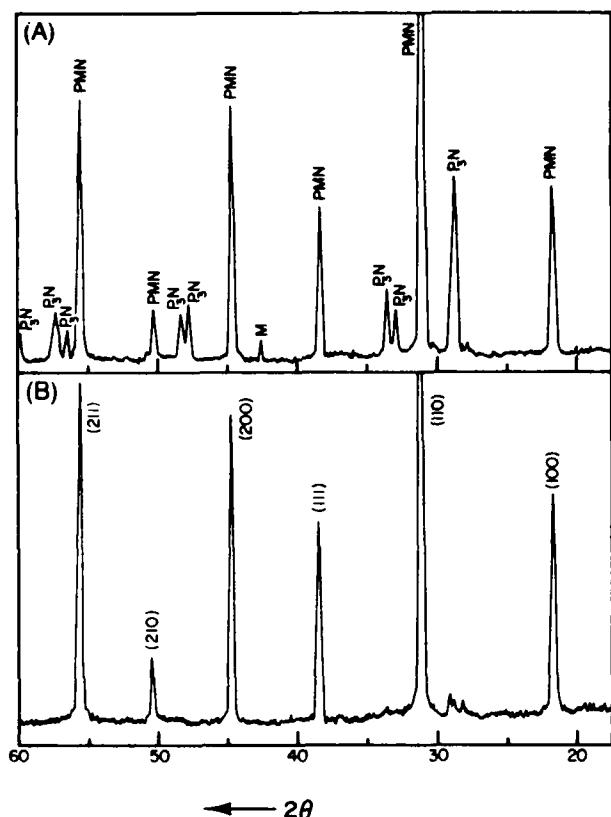 (A)
PMN
PMN
PMN
PMN
PMN
PMN
P₃N
P₃N
P₃N
P₃N
P₃N
P₃N
P₃N
P₃N
M
(B)
(211)
(210)
(200)
(111)
(110)
(100)
60 50 40 30 20
2θ